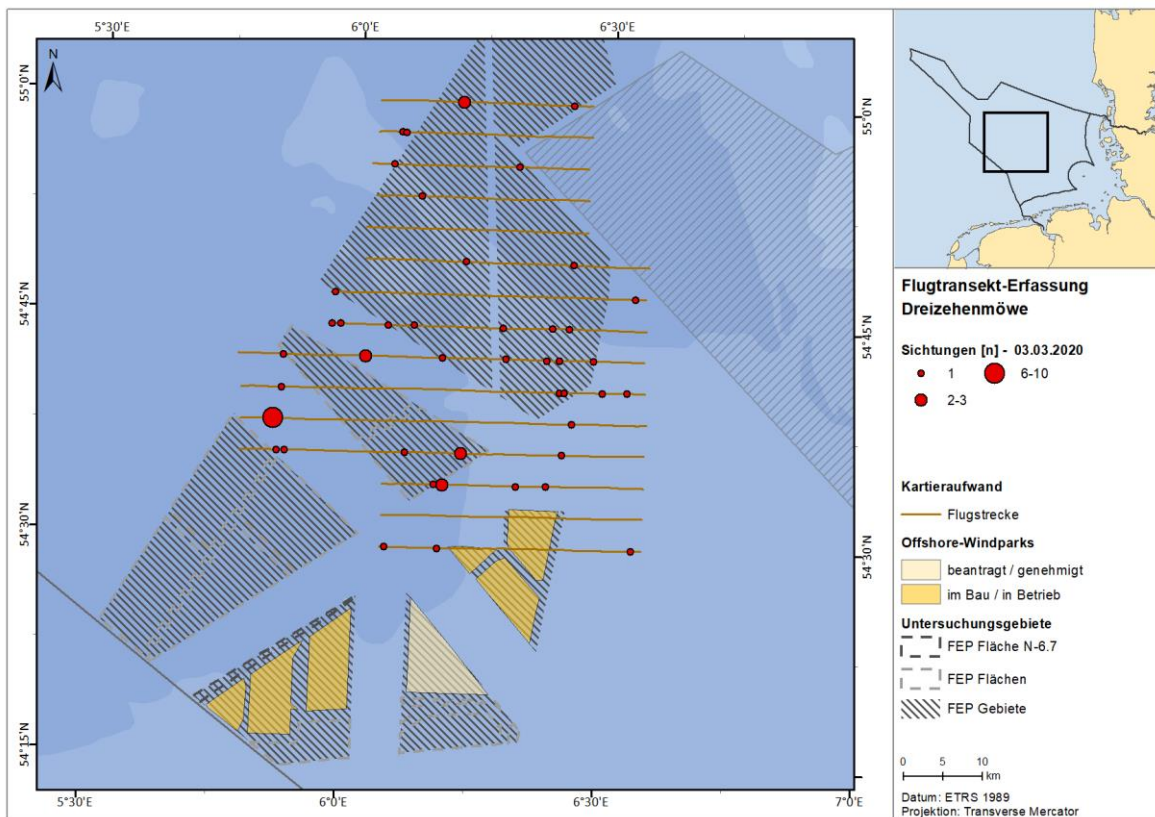 5°30'E
6°0'E
6°30'E
N
55°0'N
54°45'N
54°30'N
54°15'N
55°0'N
54°45'N
54°30'N
5°30'E
6°0'E
6°30'E
7°0'E
Flugtransekt-Erfassung
Dreizehenmöwe
Sichtungen [n] - 03.03.2020
1
6-10
2-3
Kartieraufwand
Flugstrecke
Offshore-Windparks
beantragt / genehmigt
im Bau / in Betrieb
Untersuchungsgebiete
FEP Fläche N-6.7
FEP Flächen
FEP Gebiete
0 5 10
km
Datum: ETRS 1989
Projektion: Transverse Mercator